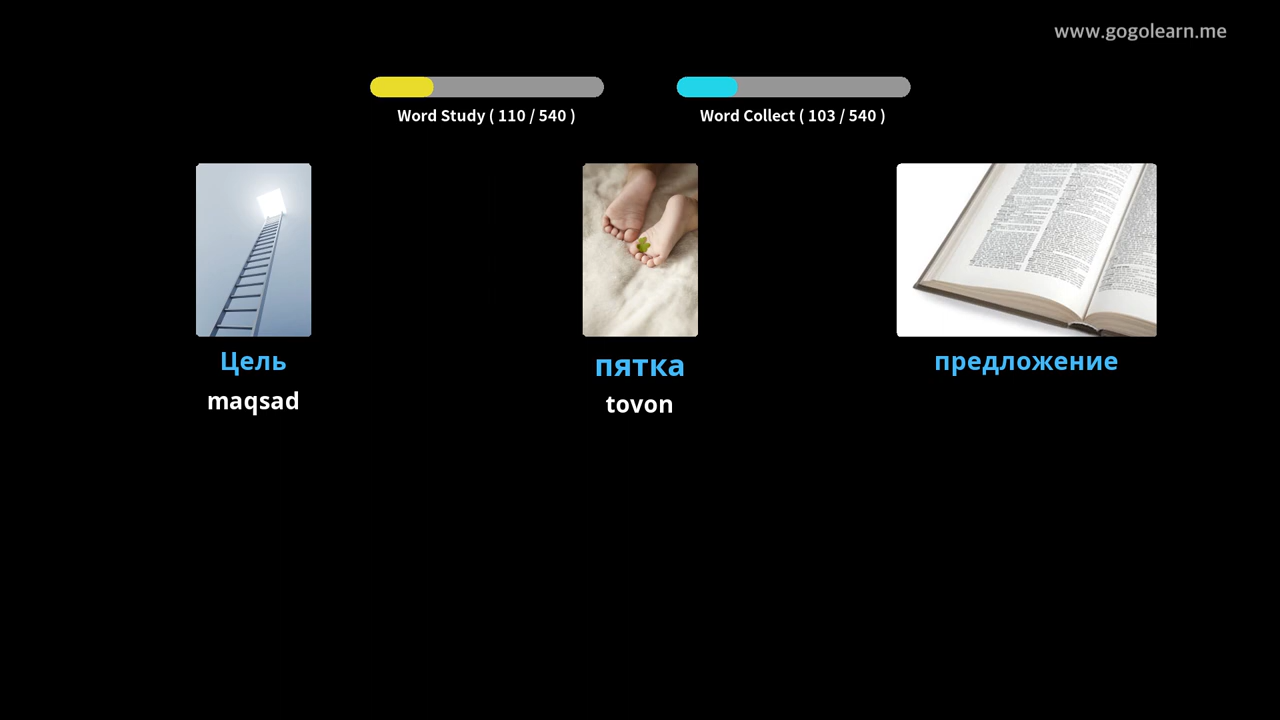 www.gogolearn.me
Word Study ( 110 / 540 )
Word Collect ( 103 / 540 )
Цель
maqsad
пятка
tovon
предложение